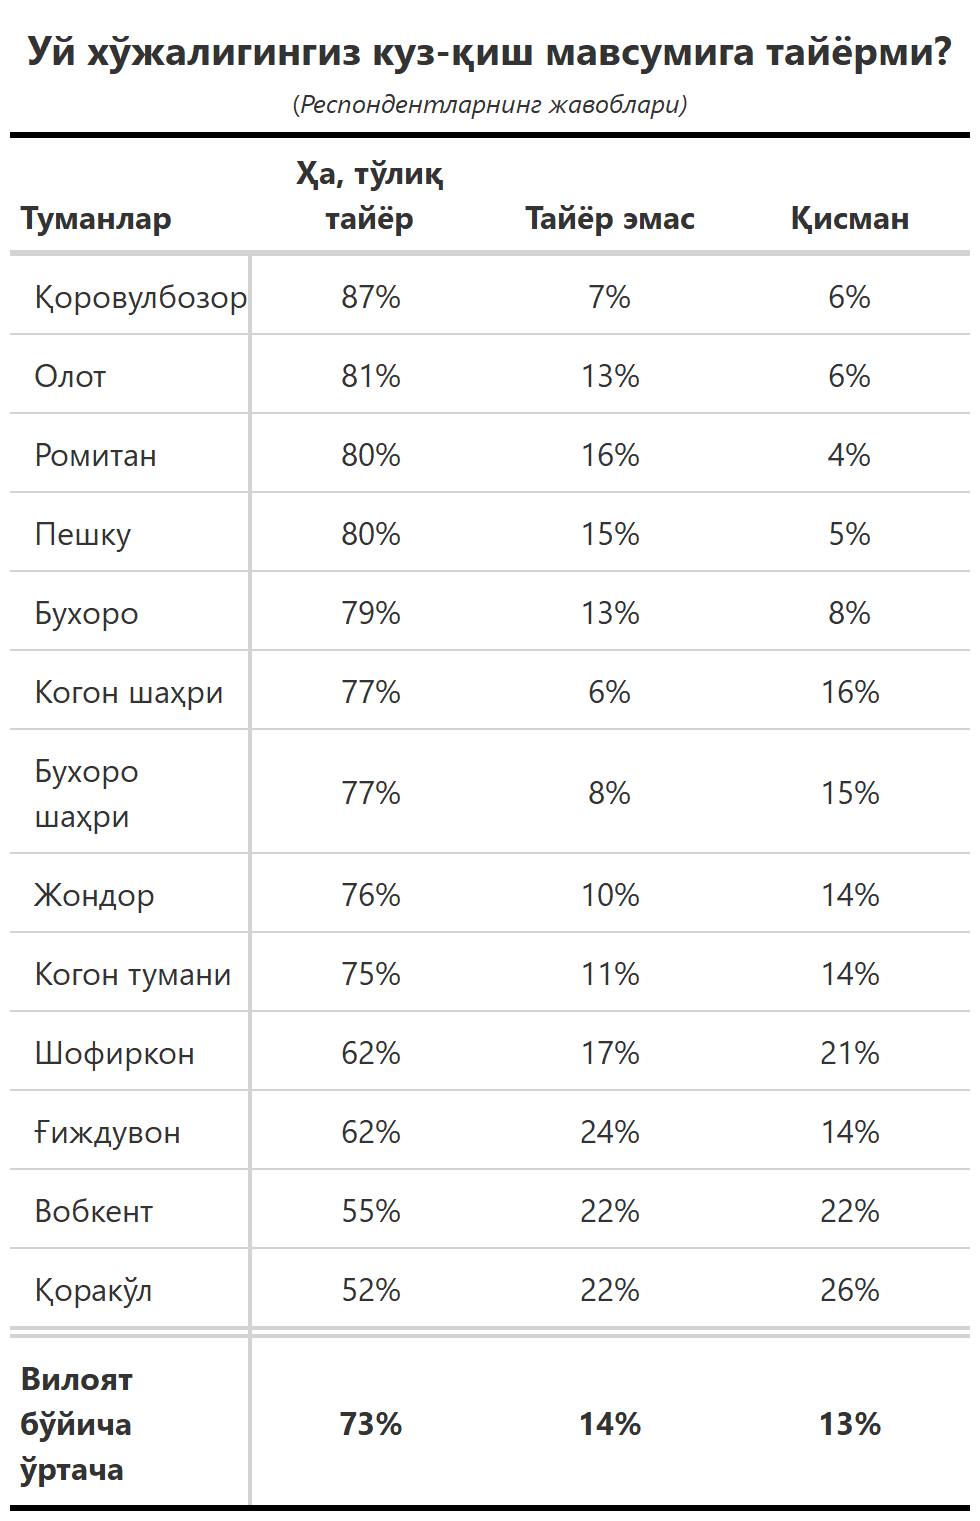 Уй хўжалигингиз куз-қиш мавсумига тайёрми?
(Респондентларнинг жавоблари)
Туманлар Ҳа, тўлиқ тайёр Тайёр эмас Қисман
Қоровулбозор 87% 7% 6%
Олот 81% 13% 6%
Ромитан 80% 16% 4%
Пешку 80% 15% 5%
Бухоро 79% 13% 8%
Когон шаҳри 77% 6% 16%
Бухоро шаҳри 77% 8% 15%
Жондор 76% 10% 14%
Когон тумани 75% 11% 14%
Шофиркон 62% 17% 21%
Ғиждувон 62% 24% 14%
Вобкент 55% 22% 22%
Қоракўл 52% 22% 26%
Вилоят бўйича ўртача 73% 14% 13%